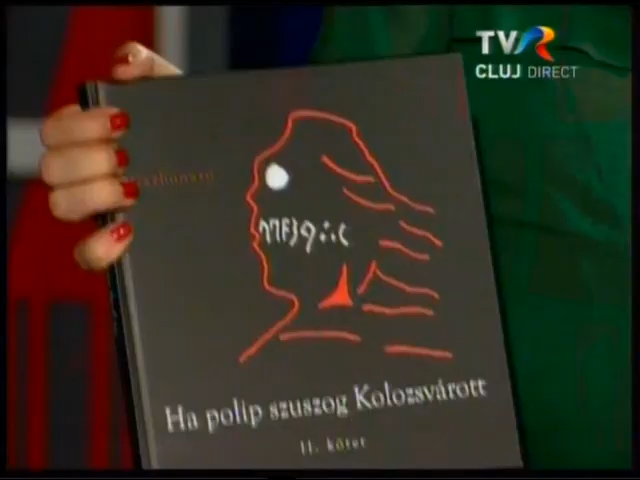 TVR
CLUJ DIRECT
Ha polip szuszog Kolozsvárott
II. kötet